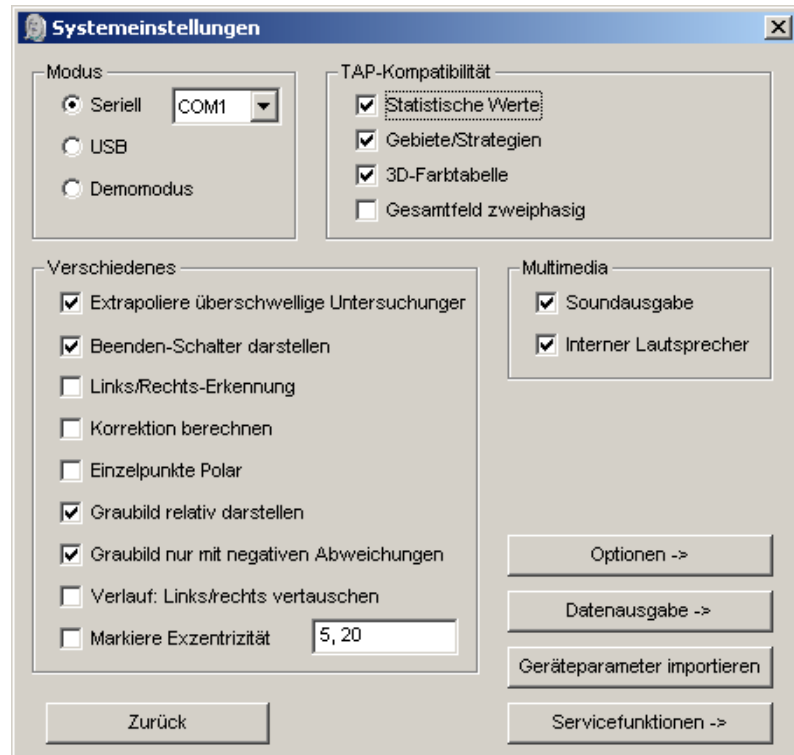 Systemeinstellungen
Modus
Seriell COM1
USB
Demomodus
TAP-Kompatibilität
Statistische Werte
Gebiete/Strategien
3D-Farbtabelle
Gesamtfeld zweiphasig
Verschiedenes
Extrapoliere überschwellige Untersuchunger
Beenden-Schalter darstellen
Links/Rechts-Erkennung
Korrektion berechnen
Einzelpunkte Polar
Graubild relativ darstellen
Graubild nur mit negativen Abweichungen
Verlauf: Links/rechts vertauschen
Markiere Exzentrizität 5, 20
Multimedia
Soundausgabe
Interner Lautsprecher
Optionen ->
Datenausgabe ->
Geräteparameter importieren
Zurück
Servicefunktionen ->